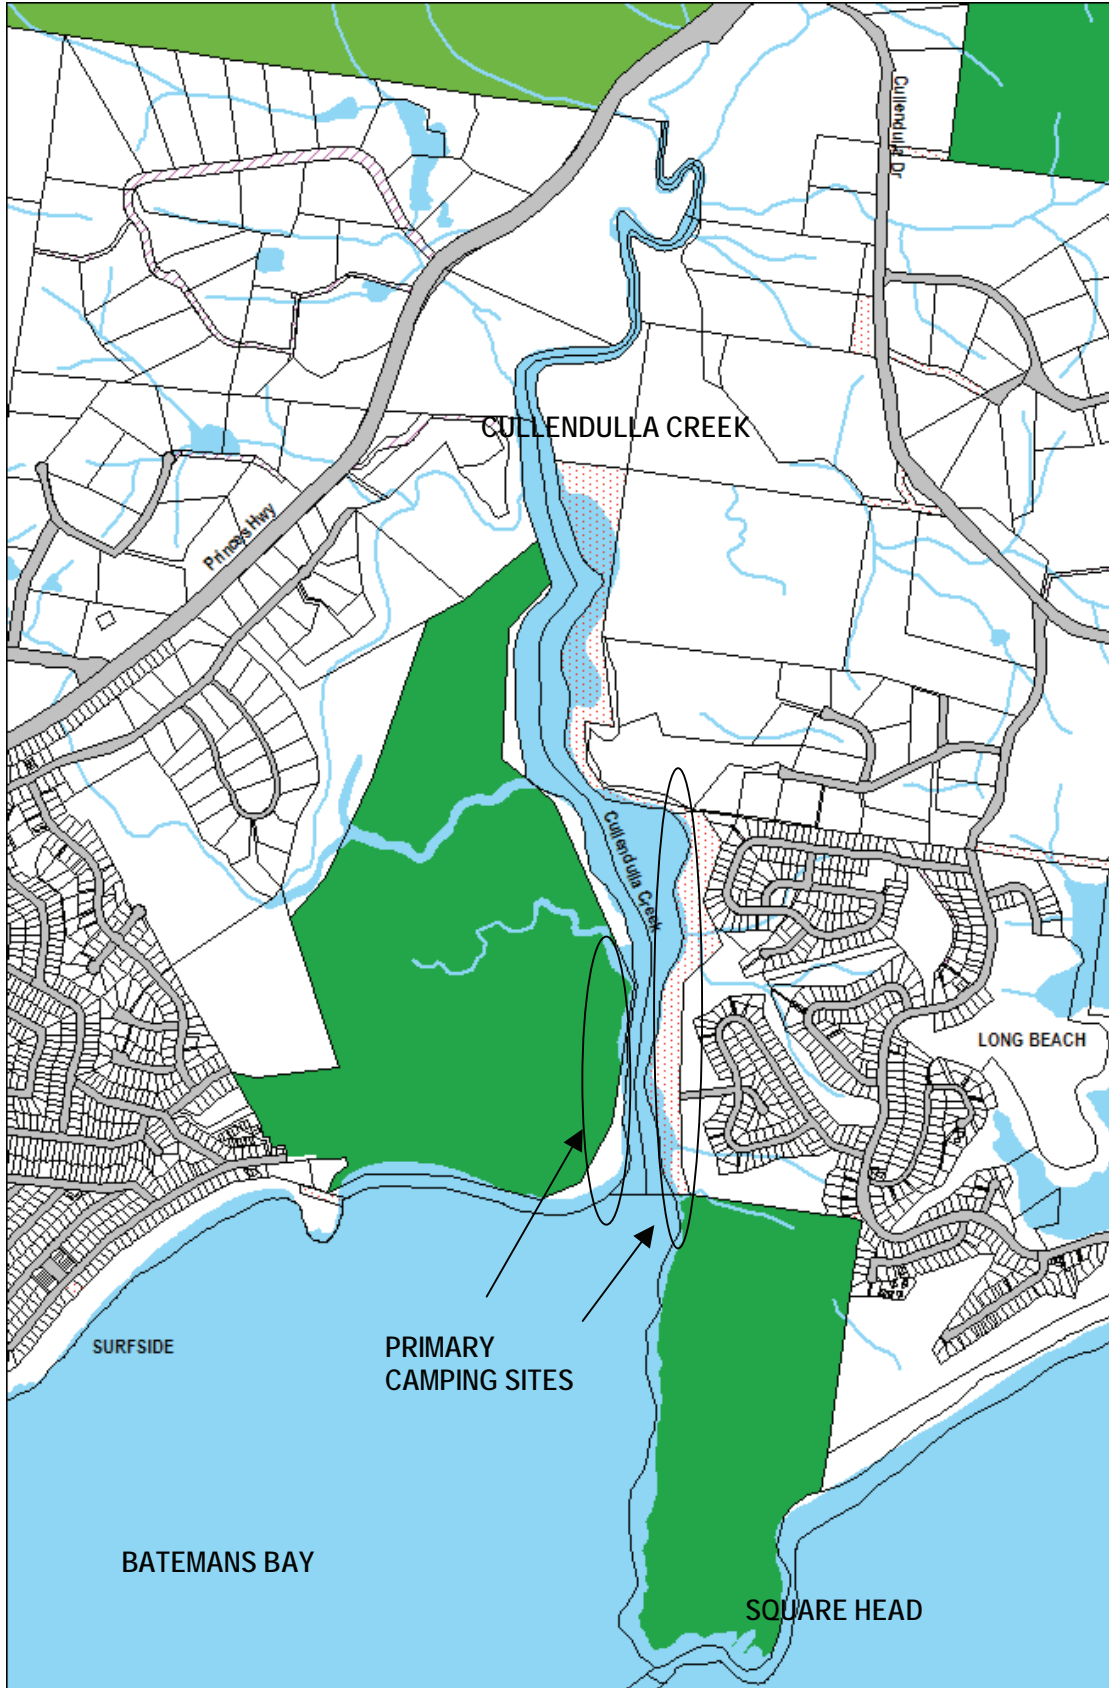 Cullendulla Dr
CULLENDULLA CREEK
Princes Hwy
Cullendulla Creek
LONG BEACH
SURFSIDE
PRIMARY
CAMPING SITES
BATEMANS BAY
SQUARE HEAD